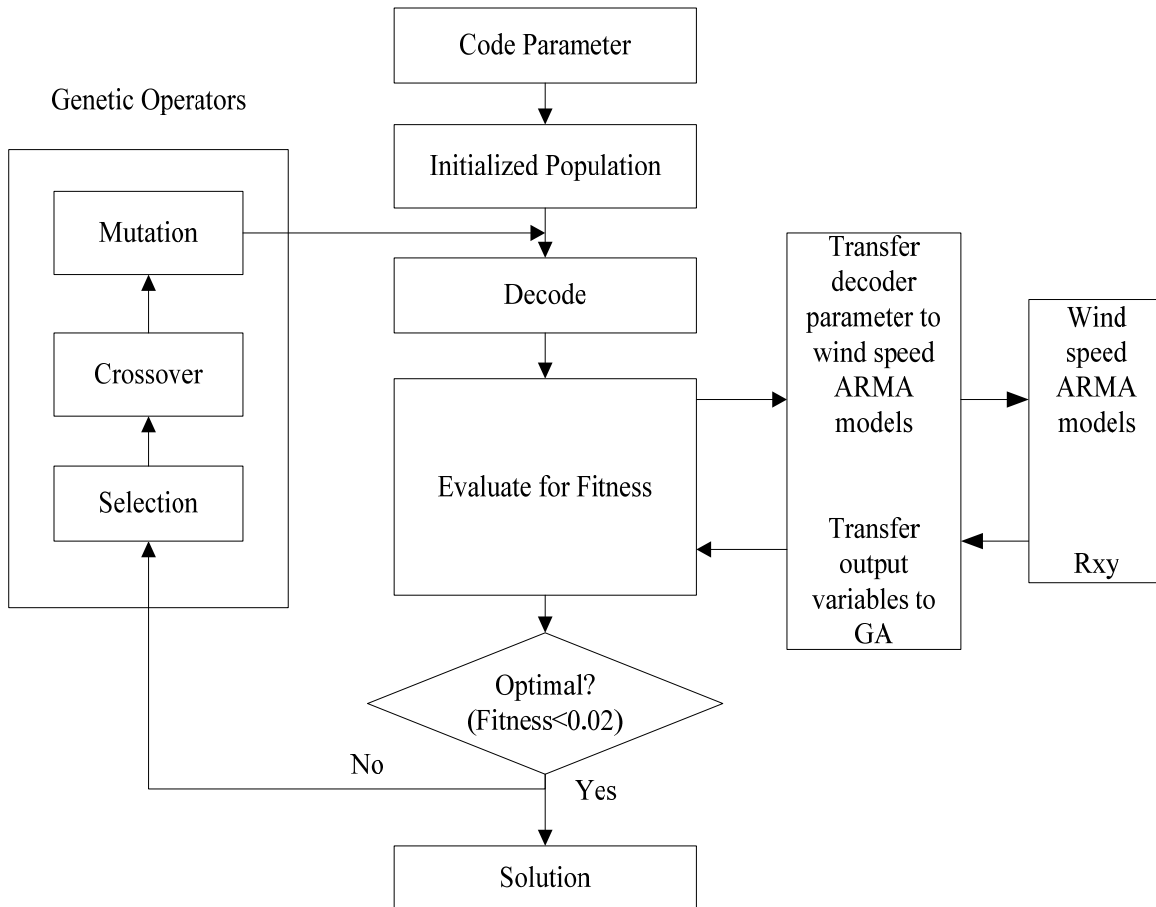 Code Parameter
Genetic Operators
Initialized Population
Mutation
Decode
Crossover
Selection
Evaluate for Fitness
Transfer
decoder
parameter to
wind speed
ARMA
models
Transfer
output
variables to
GA
Wind
speed
ARMA
models
Rxy
Optimal?
(Fitness<0.02)
No
Yes
Solution